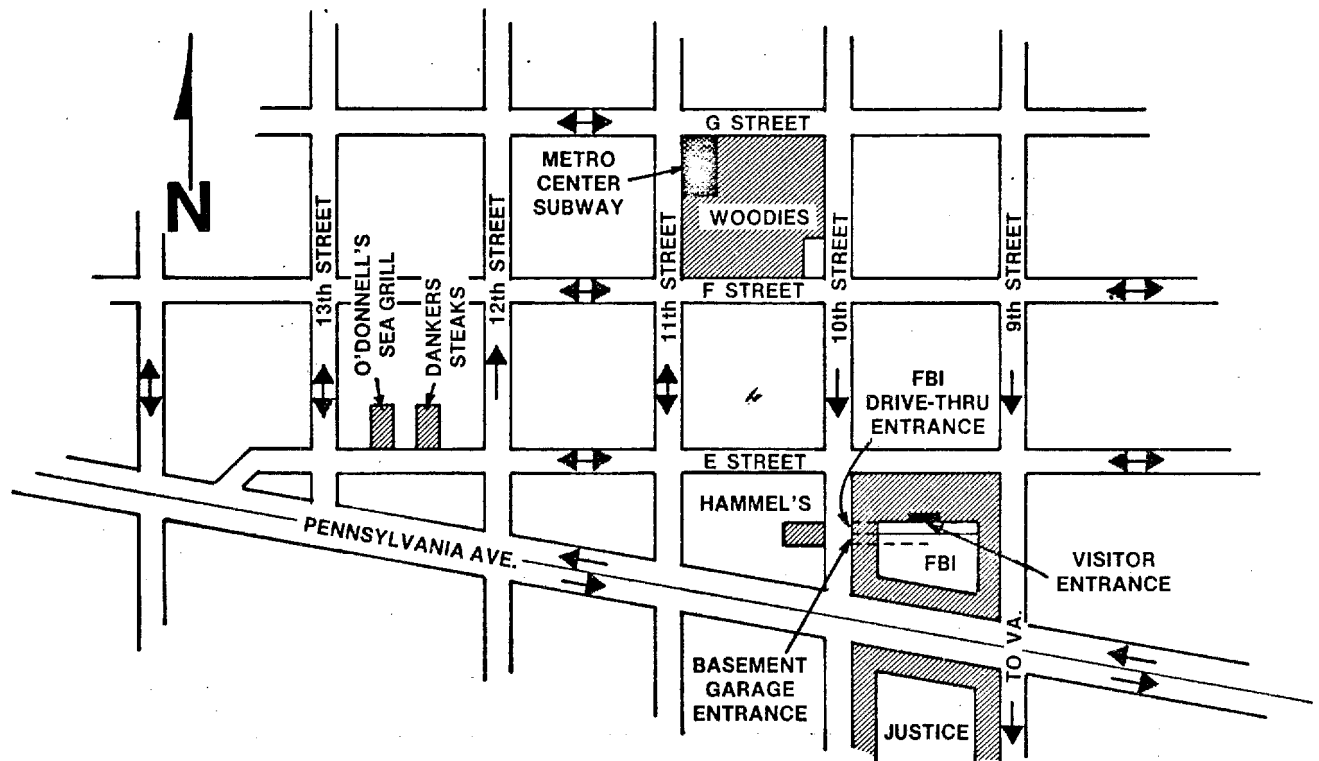 G STREET
METRO
CENTER
SUBWAY
WOODIES
N
13th STREET
O'DONNELL'S
SEA GRILL
DANKERS
STEAKS
12th STREET
11th STREET
10th STREET
9th STREET
F STREET
FBI
DRIVE-THRU
ENTRANCE
E STREET
HAMMEL'S
PENNSYLVANIA AVE.
FBI
VISITOR
ENTRANCE
TO VA.
BASEMENT
GARAGE
ENTRANCE
JUSTICE